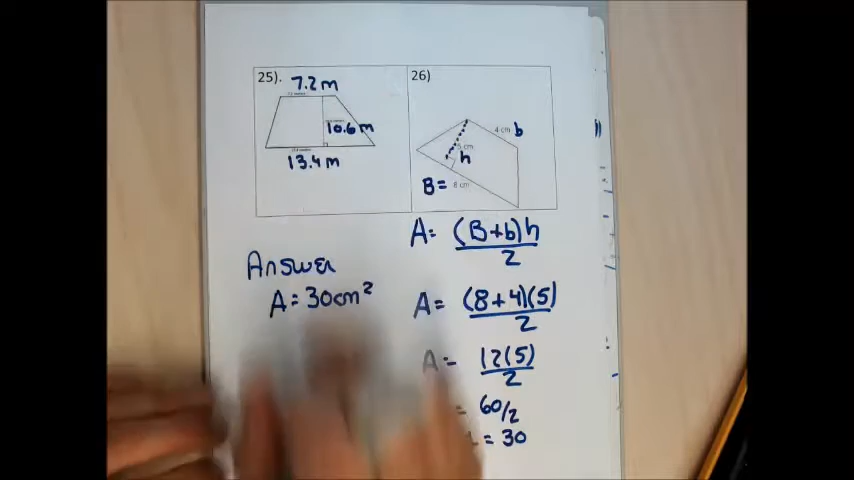 25).
7.2 m
10.6 m
13.4 m
26)
4 cm b
cm
h
B= 8 cm
A= (B+b)h
2
Answer
A= 30cm²
A= (8+4)(5)
2
A= 12(5)
2
= 60/2
= 30